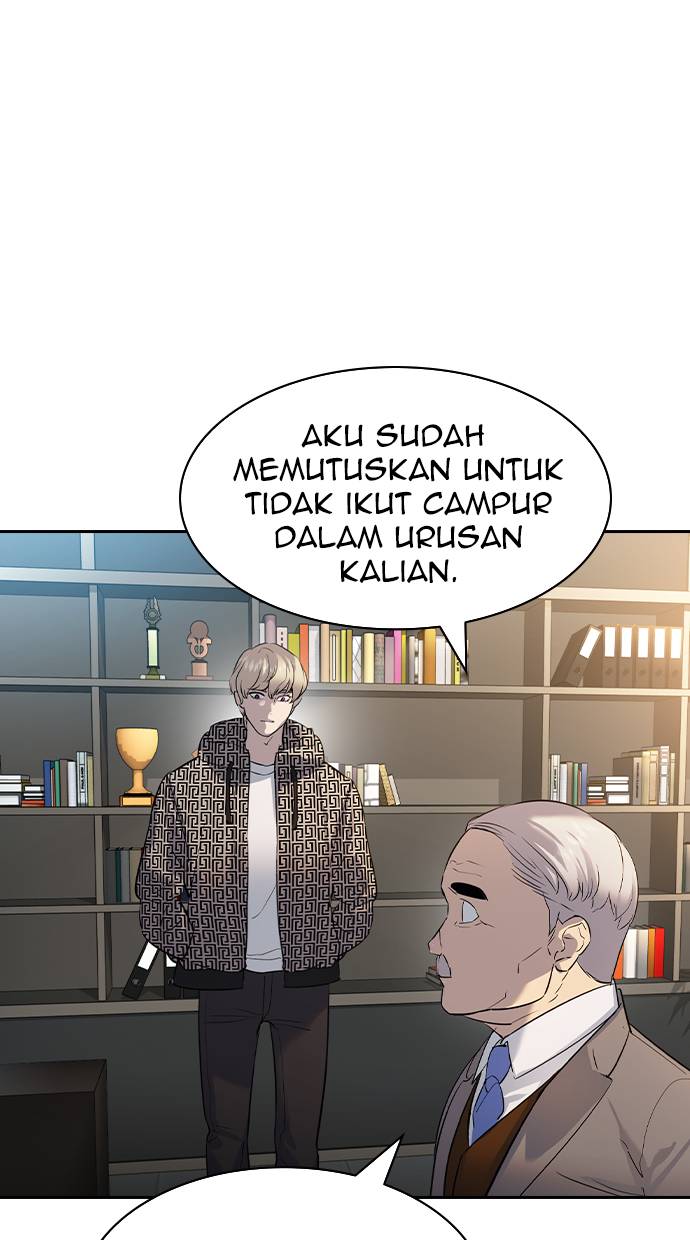 AKU SUDAH
MEMUTUSKAN UNTUK
TIDAK IKUT CAMPUR
DALAM URUSAN
KALIAN.